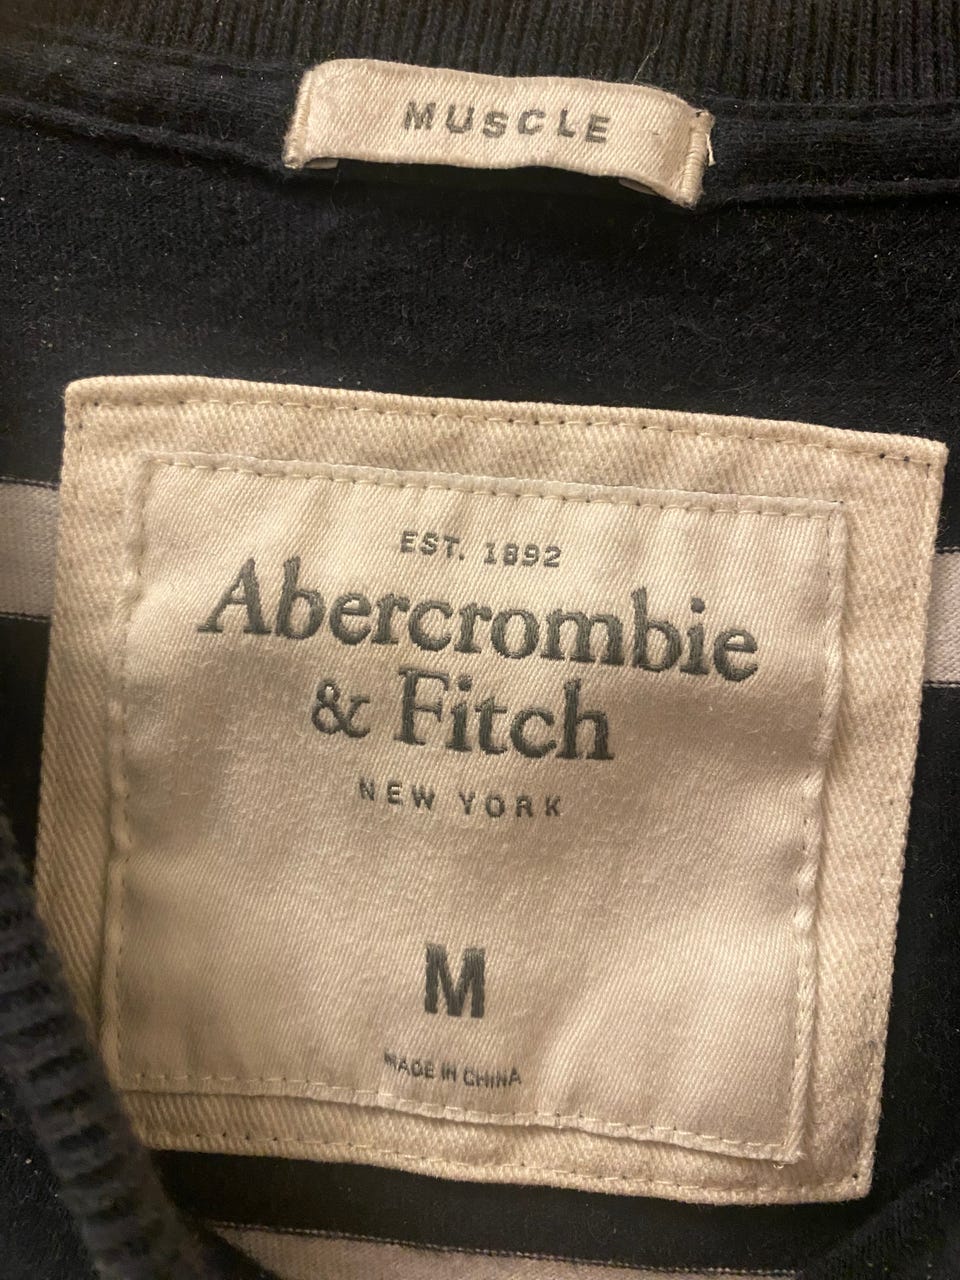 MUSCLE
EST. 1892
Abercrombie
& Fitch
NEW YORK
M
MADE IN CHINA